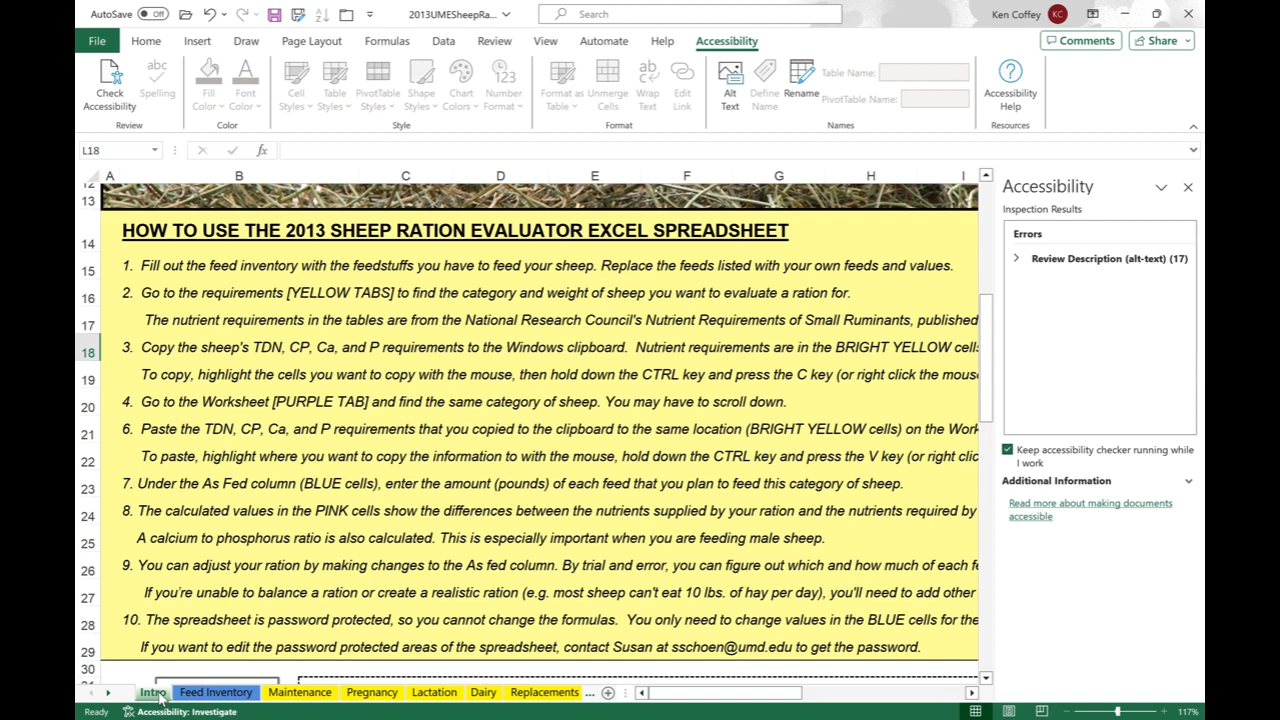 AutoSave Off 2013UMESheepRa... Search Ken Coffey KC
File Home Insert Draw Page Layout Formulas Data Review View Automate Help Accessibility Comments Share
Check Accessibility
Spelling
Fill Color
Font Color
Cell Styles
Table Styles
PivotTable Styles
Shape Styles
Chart Colors
Number Format
Format as Table
Unmerge Cells
Wrap Text
Edit Link
Alt Text
Define Name
Rename
Table Name:
PivotTable Name:
Accessibility Help
Review Color Style Format Names Resources
L18 fx
A B C D E F G H I
12
13
14 HOW TO USE THE 2013 SHEEP RATION EVALUATOR EXCEL SPREADSHEET
15 1. Fill out the feed inventory with the feedstuffs you have to feed your sheep. Replace the feeds listed with your own feeds and values.
16 2. Go to the requirements [YELLOW TABS] to find the category and weight of sheep you want to evaluate a ration for.
17 The nutrient requirements in the tables are from the National Research Council's Nutrient Requirements of Small Ruminants, published
18 3. Copy the sheep's TDN, CP, Ca, and P requirements to the Windows clipboard. Nutrient requirements are in the BRIGHT YELLOW cells
19 To copy, highlight the cells you want to copy with the mouse, then hold down the CTRL key and press the C key (or right click the mouse
20 4. Go to the Worksheet [PURPLE TAB] and find the same category of sheep. You may have to scroll down.
21 6. Paste the TDN, CP, Ca, and P requirements that you copied to the clipboard to the same location (BRIGHT YELLOW cells) on the Work
22 To paste, highlight where you want to copy the information to with the mouse, hold down the CTRL key and press the V key (or right clic
23 7. Under the As Fed column (BLUE cells), enter the amount (pounds) of each feed that you plan to feed this category of sheep.
24 8. The calculated values in the PINK cells show the differences between the nutrients supplied by your ration and the nutrients required by
25 A calcium to phosphorus ratio is also calculated. This is especially important when you are feeding male sheep.
26 9. You can adjust your ration by making changes to the As fed column. By trial and error, you can figure out which and how much of each fe
27 If you're unable to balance a ration or create a realistic ration (e.g. most sheep can't eat 10 lbs. of hay per day), you'll need to add other
28 10. The spreadsheet is password protected, so you cannot change the formulas. You only need to change values in the BLUE cells for the
29 If you want to edit the password protected areas of the spreadsheet, contact Susan at sschoen@umd.edu to get the password.
30
Accessibility
Inspection Results
Errors
Review Description (alt-text) (17)
Keep accessibility checker running while
I work
Additional Information
Read more about making documents
accessible
Intro Feed Inventory Maintenance Pregnancy Lactation Dairy Replacements ...
Ready Accessibility: Investigate 117%